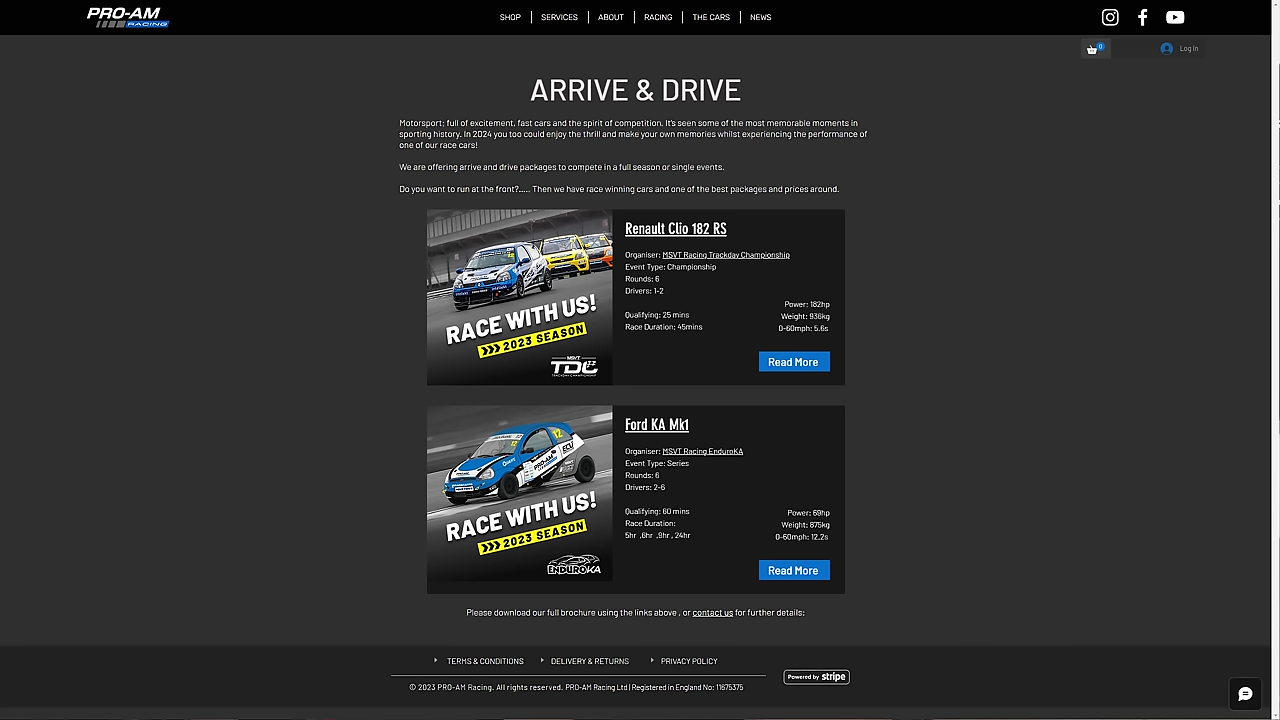 PRO-AM
RACING
SHOP
SERVICES
ABOUT
RACING
THE CARS
NEWS
0
Log In
ARRIVE & DRIVE
Motorsport; full of excitement, fast cars and the spirit of competition. It's seen some of the most memorable moments in
sporting history. In 2024 you too could enjoy the thrill and make your own memories whilst experiencing the performance of
one of our race cars!
We are offering arrive and drive packages to compete in a full season or single events.
Do you want to run at the front?..... Then we have race winning cars and one of the best packages and prices around.
RACE WITH US!
2023 SEASON
MSVT
TDC
TRACKDAY CHAMPIONSHIP
Renault Clio 182 RS
Organiser: MSVT Racing Trackday Championship
Event Type: Championship
Rounds: 6
Drivers: 1-2
Qualifying: 25 mins
Race Duration: 45mins
Power: 182hp
Weight: 936kg
0-60mph: 5.6s
Read More
12
PRO-AM
ECU
RACE WITH US!
2023 SEASON
ENDUROKA
Ford KA Mk1
Organiser: MSVT Racing EnduroKA
Event Type: Series
Rounds: 6
Drivers: 2-6
Qualifying: 60 mins
Race Duration:
5hr ,6hr ,9hr , 24hr
Power: 69hp
Weight: 875kg
0-60mph: 12.2s
Read More
Please download our full brochure using the links above , or contact us for further details:
TERMS & CONDITIONS
DELIVERY & RETURNS
PRIVACY POLICY
© 2023 PRO-AM Racing. All rights reserved. PRO-AM Racing Ltd | Registered in England No: 11675375
Powered by stripe